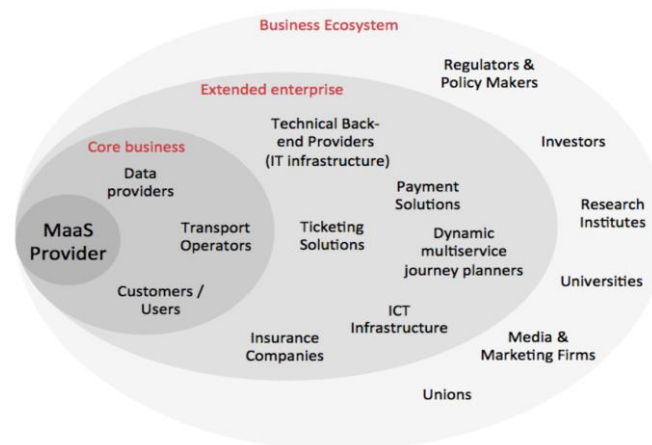 Business Ecosystem
Regulators &
Policy Makers
Extended enterprise
Technical Back-
end Providers
(IT infrastructure)
Investors
Core business
Data
providers
Payment
Solutions
Research
Institutes
MaaS
Provider
Transport
Operators
Ticketing
Solutions
Dynamic
multiservice
journey planners
Universities
Customers /
Users
ICT
Infrastructure
Insurance
Companies
Media &
Marketing Firms
Unions